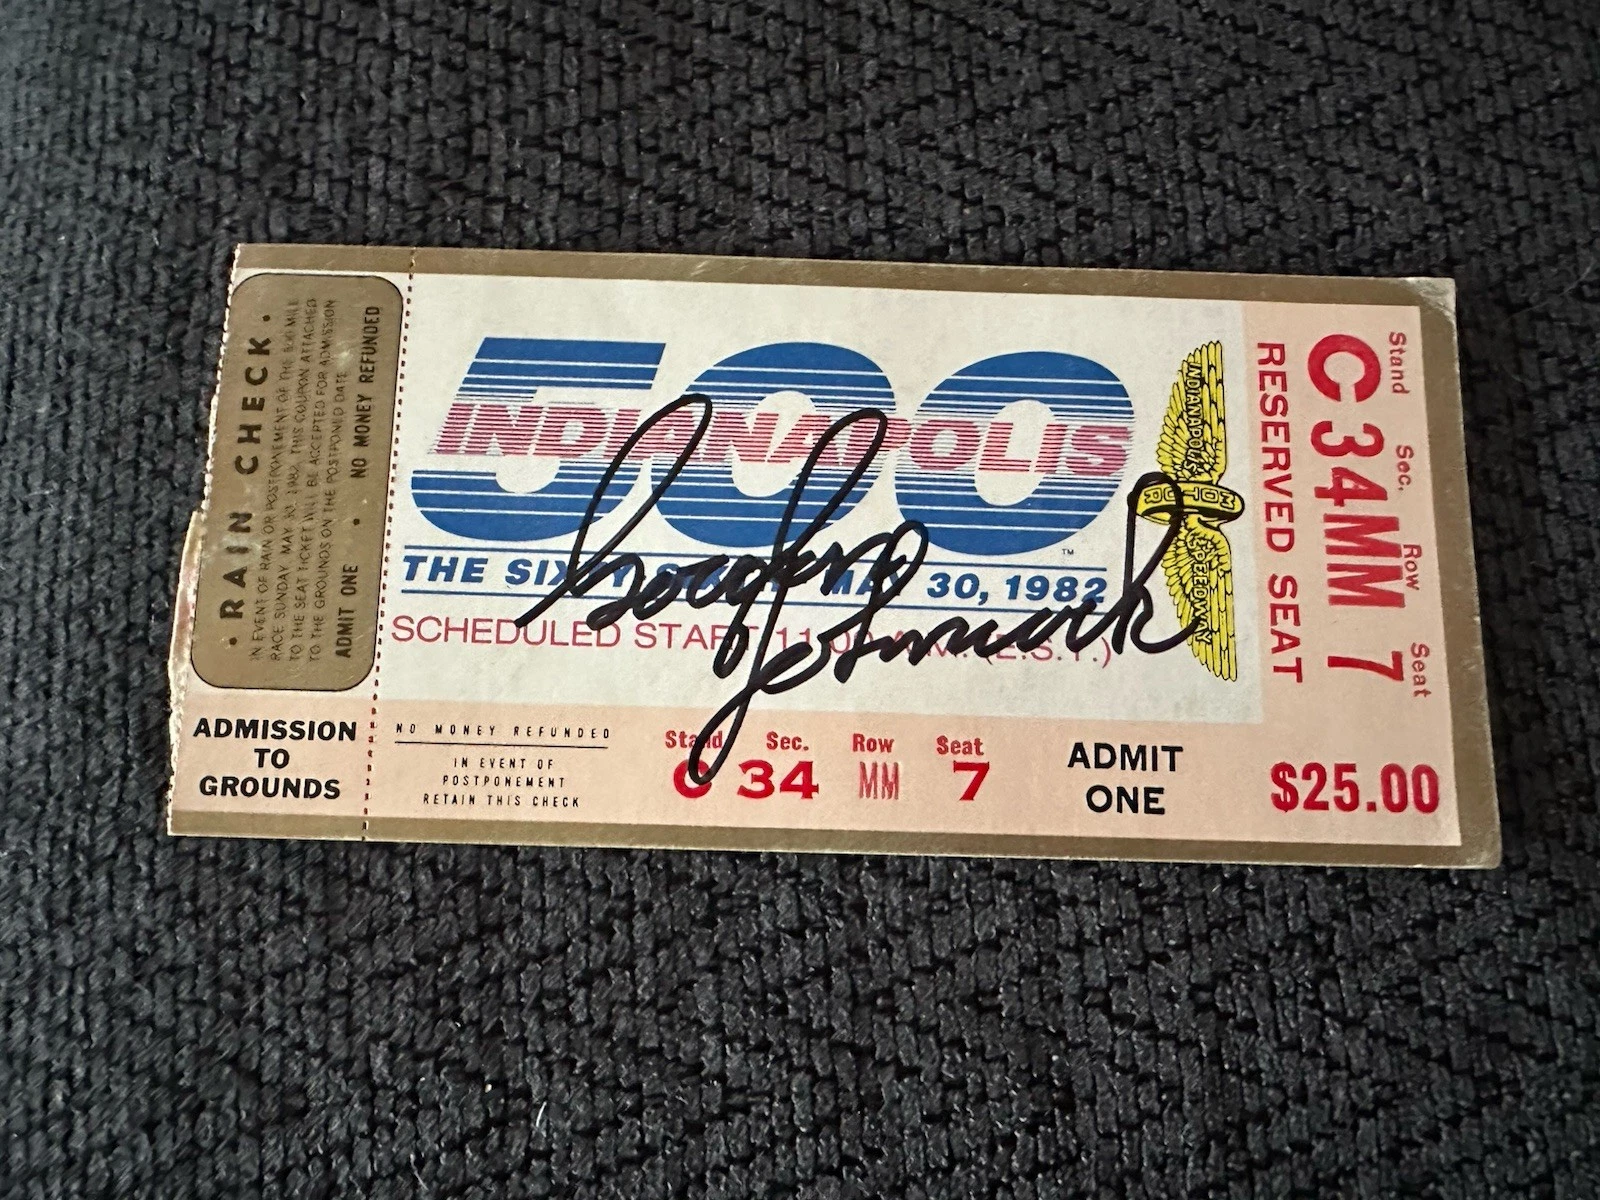 • RAIN CHECK •
IN EVENT OF RAIN OR POSTPONEMENT OF THE 500 MILE
RACE SUNDAY MAY 30, 1982, THIS COUPON ATTACHED
TO THE SEAT TICKET WILL BE ACCEPTED FOR ADMISSION
TO THE GROUNDS ON THE POSTPONED DATE.
ADMIT ONE • NO MONEY REFUNDED
ADMISSION
TO
GROUNDS
500
INDIANAPOLIS
TM
THE SIXTY-SIXTH MAY 30, 1982
SCHEDULED START 11:00 A.M. (E.S.T.)
INDIANAPOLIS
MOTOR
SPEEDWAY
NO MONEY REFUNDED
IN EVENT OF
POSTPONEMENT
RETAIN THIS CHECK
Stand Sec. Row Seat
C 34 MM 7
ADMIT
ONE
Stand Sec. Row Seat
C 34 MM 7
RESERVED SEAT
$25.00